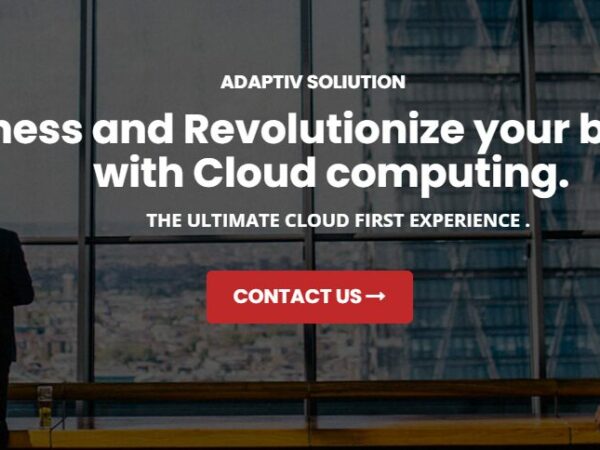 ADAPTIV SOLIUTION
ness and Revolutionize your b
with Cloud computing.
THE ULTIMATE CLOUD FIRST EXPERIENCE .
CONTACT US →